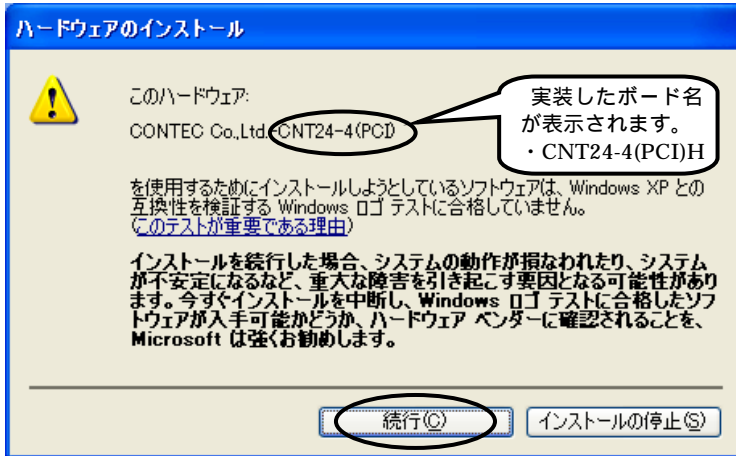 ハードウェアのインストール
このハードウェア:
CONTEC Co.,Ltd.-CNT24-4(PCI)
実装したボード名
が表示されます。
・CNT24-4(PCI)H
を使用するためにインストールしようとしているソフトウェアは、Windows XP との
互換性を検証する Windows ロゴ テストに合格していません。
(このテストが重要である理由)
インストールを続行した場合、システムの動作が損なわれたり、システム
が不安定になるなど、重大な障害を引き起こす要因となる可能性があり
ます。今すぐインストールを中断し、Windows ロゴ テストに合格したソフ
トウェアが入手可能かどうか、ハードウェア ベンダーに確認されることを、
Microsoft は強くお勧めします。
続行(C)
インストールの停止(S)